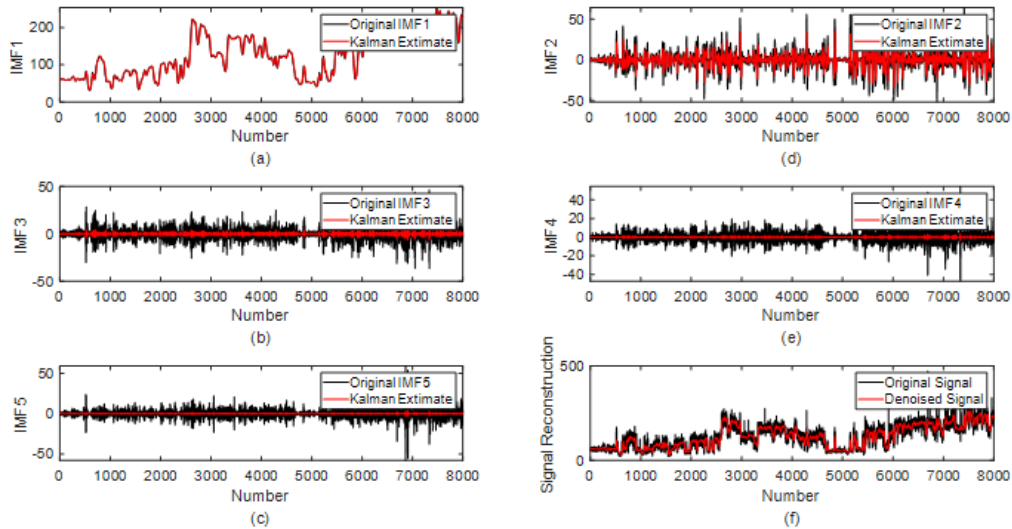 IMF1
250
200
100
0
Original IMF1
Kalman Extimate
0 1000 2000 3000 4000 5000 6000 7000 8000
Number
(a)
IMF2
50
0
-50
Original IMF2
Kalman Extimate
0 1000 2000 3000 4000 5000 6000 7000 8000
Number
(d)
IMF3
50
0
-50
Original IMF3
Kalman Extimate
0 1000 2000 3000 4000 5000 6000 7000 8000
Number
(b)
IMF4
40
20
0
-20
-40
Original IMF4
Kalman Extimate
0 1000 2000 3000 4000 5000 6000 7000 8000
Number
(e)
IMF5
50
0
-50
Original IMF5
Kalman Extimate
0 1000 2000 3000 4000 5000 6000 7000 8000
Number
(c)
Signal Reconstruction
500
0
Original Signal
Denoised Signal
0 1000 2000 3000 4000 5000 6000 7000 8000
Number
(f)